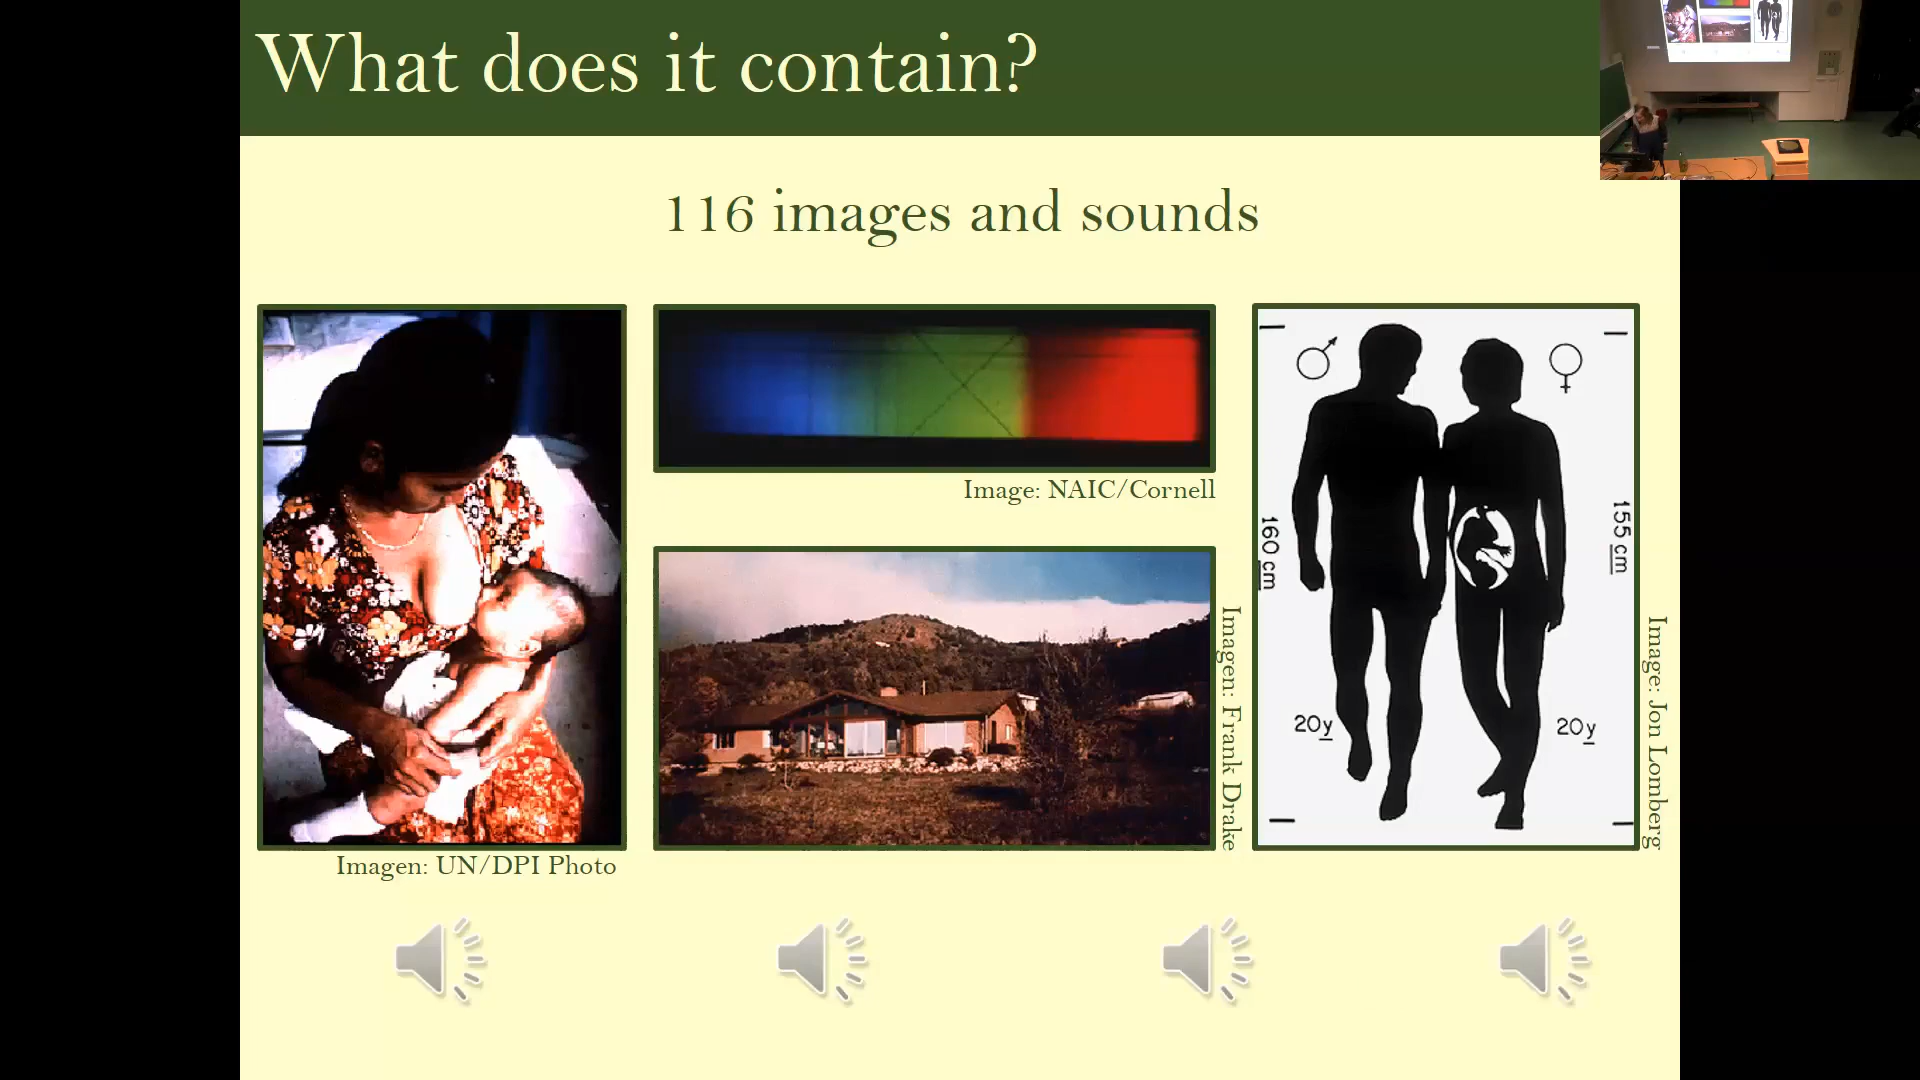 What does it contain?
116 images and sounds
Image: NAIC/Cornell
Imagen: UN/DPI Photo
Imagen: Frank Drake
♂
♀
160 cm
155 cm
20y
20y
Image: Jon Lomberg